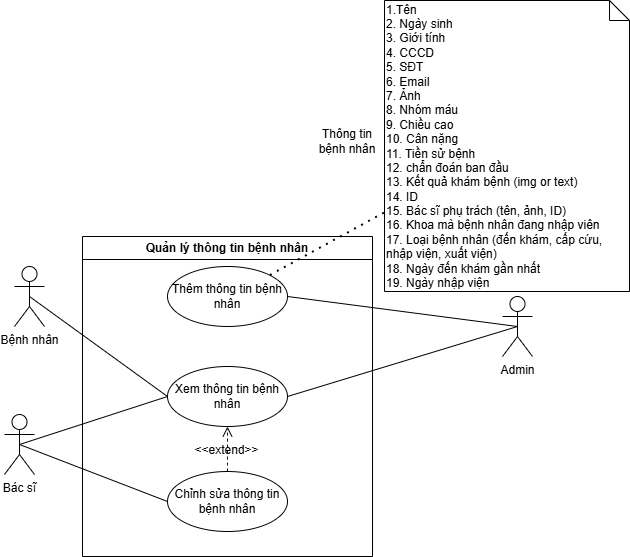 1.Tên
2. Ngày sinh
3. Giới tính
4. CCCD
5. SĐT
6. Email
7. Ảnh
8. Nhóm máu
9. Chiều cao
10. Cân nặng
11. Tiền sử bệnh
12. chẩn đoán ban đầu
13. Kết quả khám bệnh (img or text)
14. ID
15. Bác sĩ phụ trách (tên, ảnh, ID)
16. Khoa mà bệnh nhân đang nhập viên
17. Loại bệnh nhân (đến khám, cấp cứu,
nhập viện, xuất viện)
18. Ngày đến khám gần nhất
19. Ngày nhập viện
Thông tin
bệnh nhân
Quản lý thông tin bệnh nhân
Thêm thông tin bệnh
nhân
Bệnh nhân
Admin
Xem thông tin bệnh
nhân
<<extend>>
Bác sĩ
Chỉnh sửa thông tin
bệnh nhân